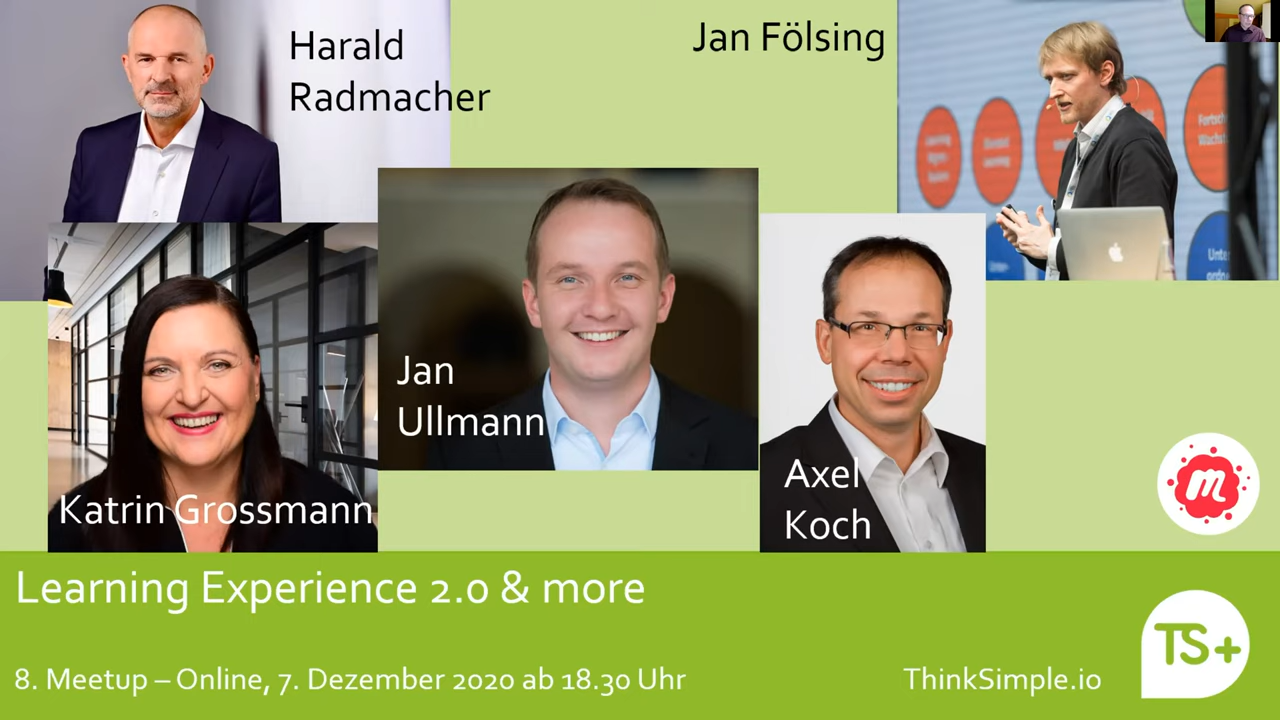 Harald
Radmacher
Jan Fölsing
Jan
Ullmann
Axel
Koch
Katrin Grossmann
Learning Experience 2.0 & more
8. Meetup – Online, 7. Dezember 2020 ab 18.30 Uhr
ThinkSimple.io
TS+
m